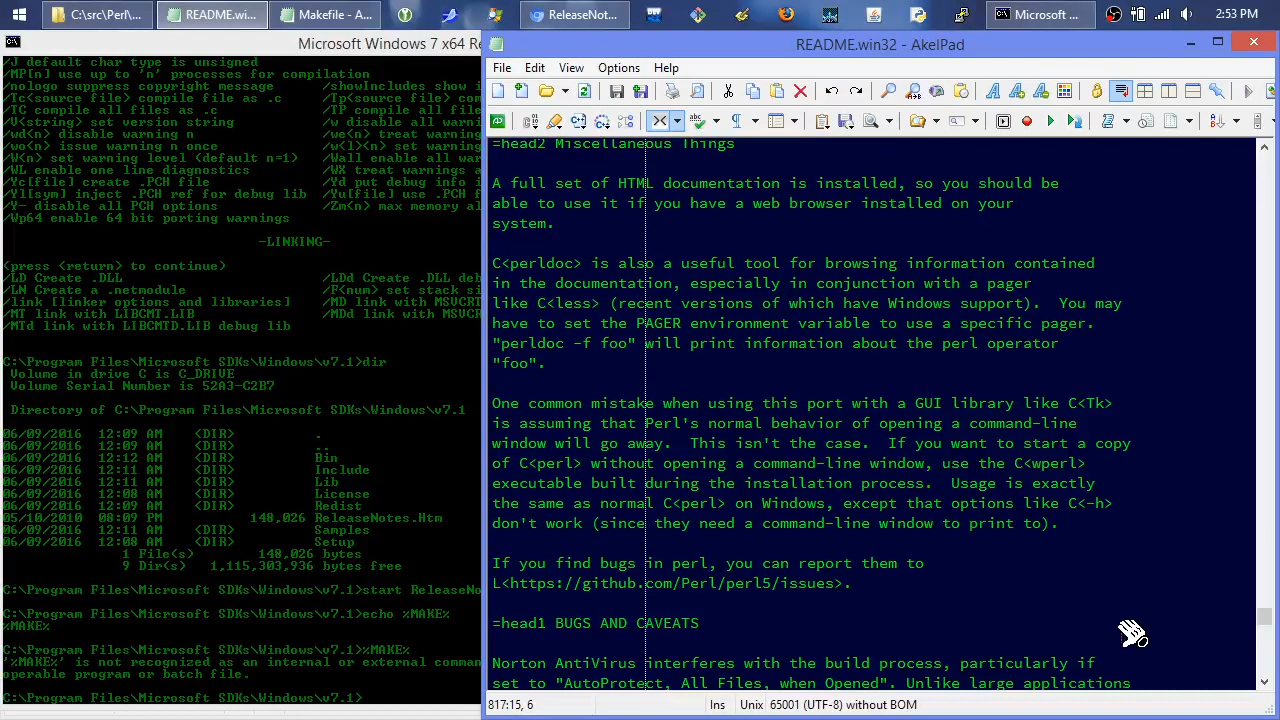 C:\src\Perl\...
README.wi...
Makefile - A...
ReleaseNot...
Microsoft ...
2:53 PM
Microsoft Windows 7 x64 R
/J default char type is unsigned
/MP[n] use up to 'n' processes for compilation
/nologo suppress copyright message /showIncludes show i
/Tc<source file> compile file as .c /Tp<source file> com
/TC compile all files as .c /TP compile all file
/V<string> set version string /w disable all war
/wd<n> disable warning n /we<n> treat warning
/wo<n> issue warning n once /w<l><n> set warning
/W<n> set warning level (default n=1) /Wall enable all war
/WL enable one line diagnostics /WX treat warnings a
/Yc[file] create .PCH file /Yd put debug info i
/Yl[sym] inject .PCH ref for debug lib /Yu[file] use .PCH f
/Y- disable all PCH options /Zm<n> max memory al
/Wp64 enable 64 bit porting warnings
-LINKING-
(press <return> to continue)
/LD Create .DLL /LDd Create .DLL deb
/LN Create a .netmodule /F<num> set stack si
/link [linker options and libraries] /MD link with MSVCRT
/MT link with LIBCMT.LIB /MDd link with MSVCR
/MTd link with LIBCMTD.LIB debug lib
C:\Program Files\Microsoft SDKs\Windows\v7.1>dir
Volume in drive C is C_DRIVE
Volume Serial Number is 52A3-C2B7
Directory of C:\Program Files\Microsoft SDKs\Windows\v7.1
06/09/2016 12:09 AM <DIR> .
06/09/2016 12:09 AM <DIR> ..
06/09/2016 12:12 AM <DIR> Bin
06/09/2016 12:11 AM <DIR> Include
06/09/2016 12:11 AM <DIR> Lib
06/09/2016 12:08 AM <DIR> License
06/09/2016 12:09 AM <DIR> Redist
05/10/2010 08:09 PM 148,026 ReleaseNotes.Htm
06/09/2016 12:11 AM <DIR> Samples
06/09/2016 12:08 AM <DIR> Setup
1 File(s) 148,026 bytes
9 Dir(s) 1,115,303,936 bytes free
C:\Program Files\Microsoft SDKs\Windows\v7.1>start ReleaseNo
C:\Program Files\Microsoft SDKs\Windows\v7.1>echo %MAKE%
%MAKE%
C:\Program Files\Microsoft SDKs\Windows\v7.1>%MAKE%
'%MAKE%' is not recognized as an internal or external comman
operable program or batch file.
C:\Program Files\Microsoft SDKs\Windows\v7.1>
README.win32 - AkelPad
File Edit View Options Help
=head2 Miscellaneous Things
A full set of HTML documentation is installed, so you should be
able to use it if you have a web browser installed on your
system.
C<perldoc> is also a useful tool for browsing information contained
in the documentation, especially in conjunction with a pager
like C<less> (recent versions of which have Windows support).  You may
have to set the PAGER environment variable to use a specific pager.
"perldoc -f foo" will print information about the perl operator
"foo".
One common mistake when using this port with a GUI library like C<Tk>
is assuming that Perl's normal behavior of opening a command-line
window will go away.  This isn't the case.  If you want to start a copy
of C<perl> without opening a command-line window, use the C<wperl>
executable built during the installation process.  Usage is exactly
the same as normal C<perl> on Windows, except that options like C<-h>
don't work (since they need a command-line window to print to).
If you find bugs in perl, you can report them to
L<https://github.com/Perl/perl5/issues>.
=head1 BUGS AND CAVEATS
Norton AntiVirus interferes with the build process, particularly if
set to "AutoProtect, All Files, when Opened". Unlike large applications
817:15, 6 Ins Unix 65001 (UTF-8) without BOM